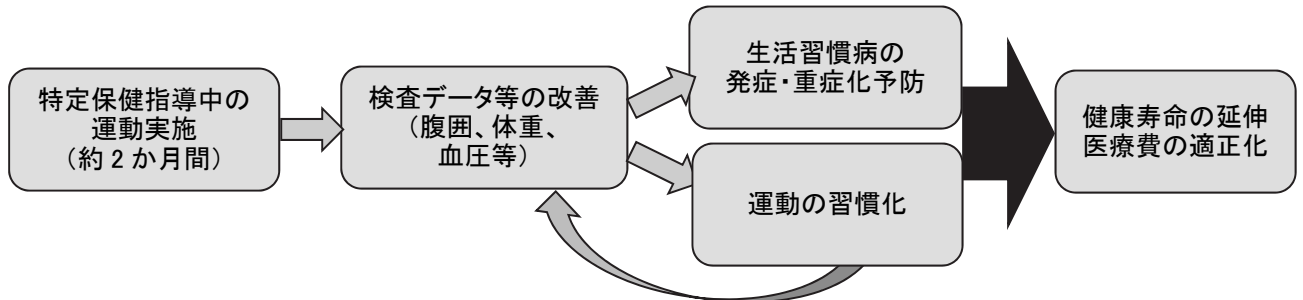 特定保健指導中の
運動実施
（約２か月間）
検査データ等の改善
（腹囲、体重、
血圧等）
生活習慣病の
発症・重症化予防
運動の習慣化
健康寿命の延伸
医療費の適正化